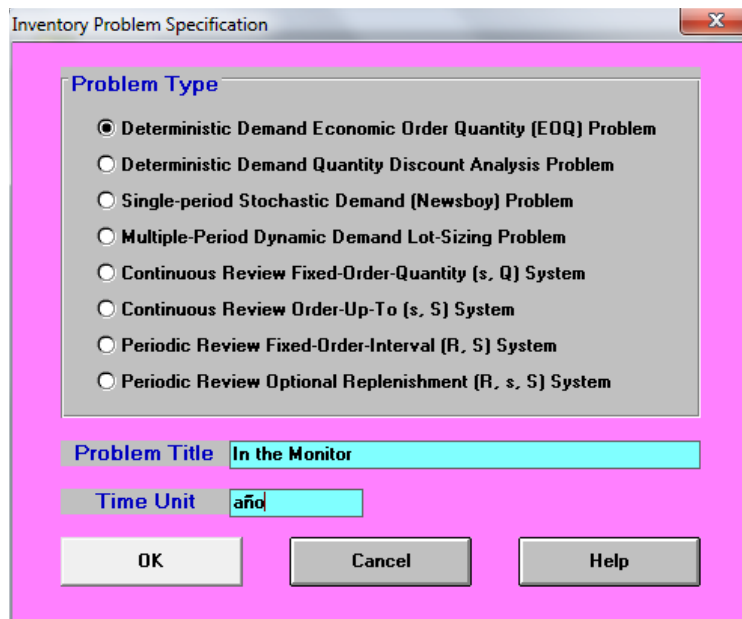 Inventory Problem Specification
X
Problem Type
Deterministic Demand Economic Order Quantity (EOQ) Problem
Deterministic Demand Quantity Discount Analysis Problem
Single-period Stochastic Demand (Newsboy) Problem
Multiple-Period Dynamic Demand Lot-Sizing Problem
Continuous Review Fixed-Order-Quantity (s, Q) System
Continuous Review Order-Up-To (s, S) System
Periodic Review Fixed-Order-Interval (R, S) System
Periodic Review Optional Replenishment (R, s, S) System
Problem Title In the Monitor
Time Unit año
OK Cancel Help